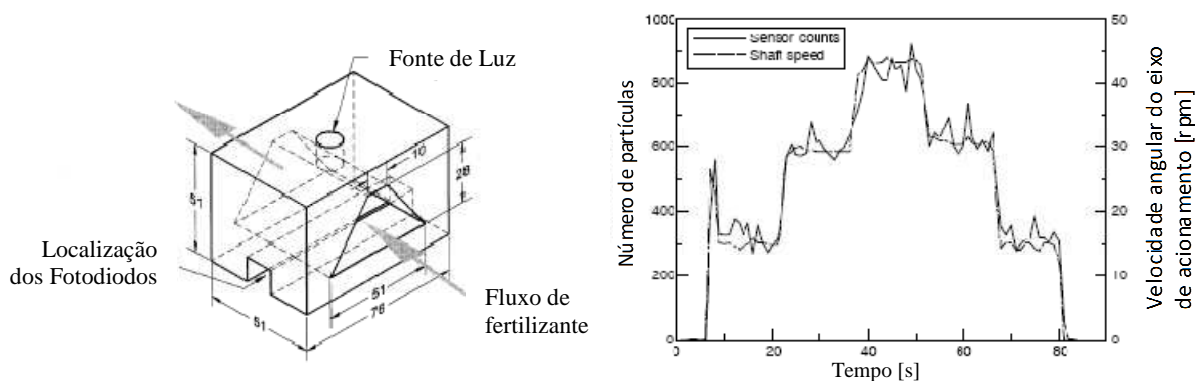 Fonte de Luz
10
28
51
Localização
dos Fotodiodos
51
51
76
Fluxo de
fertilizante
1000
800
600
400
200
0
Número de partículas
Sensor counts
Shaft speed
50
40
30
20
10
0
Velocidade angular do eixo
de acionamento [rpm]
0
20
40
60
80
Tempo [s]